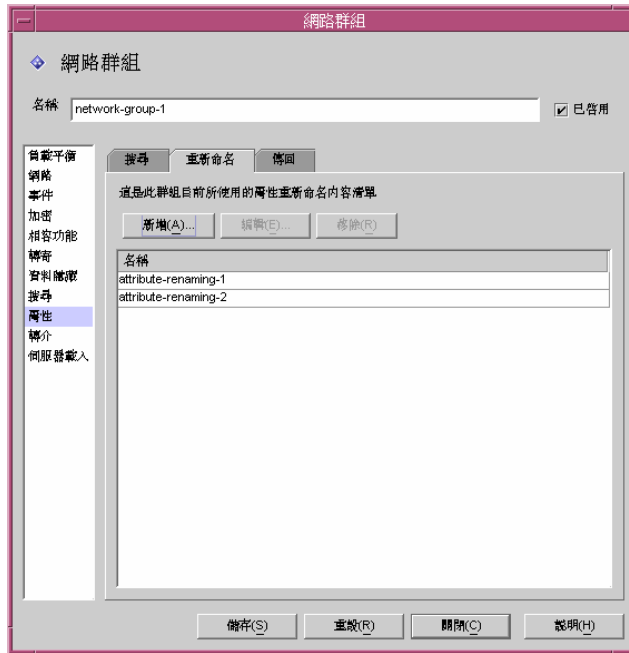 網路群組
網路群組
名稱 network-group-1 已啓用
負載平衡
網路
事件
加密
相容功能
轉寄
資料隱藏
搜尋
屬性
轉介
伺服器載入
搜尋 重新命名 傳回
這是此群組目前所使用的屬性重新命名內容清單
新增(A)... 編輯(E)... 移除(R)
名稱
attribute-renaming-1
attribute-renaming-2
儲存(S) 重設(R) 關閉(C) 說明(H)